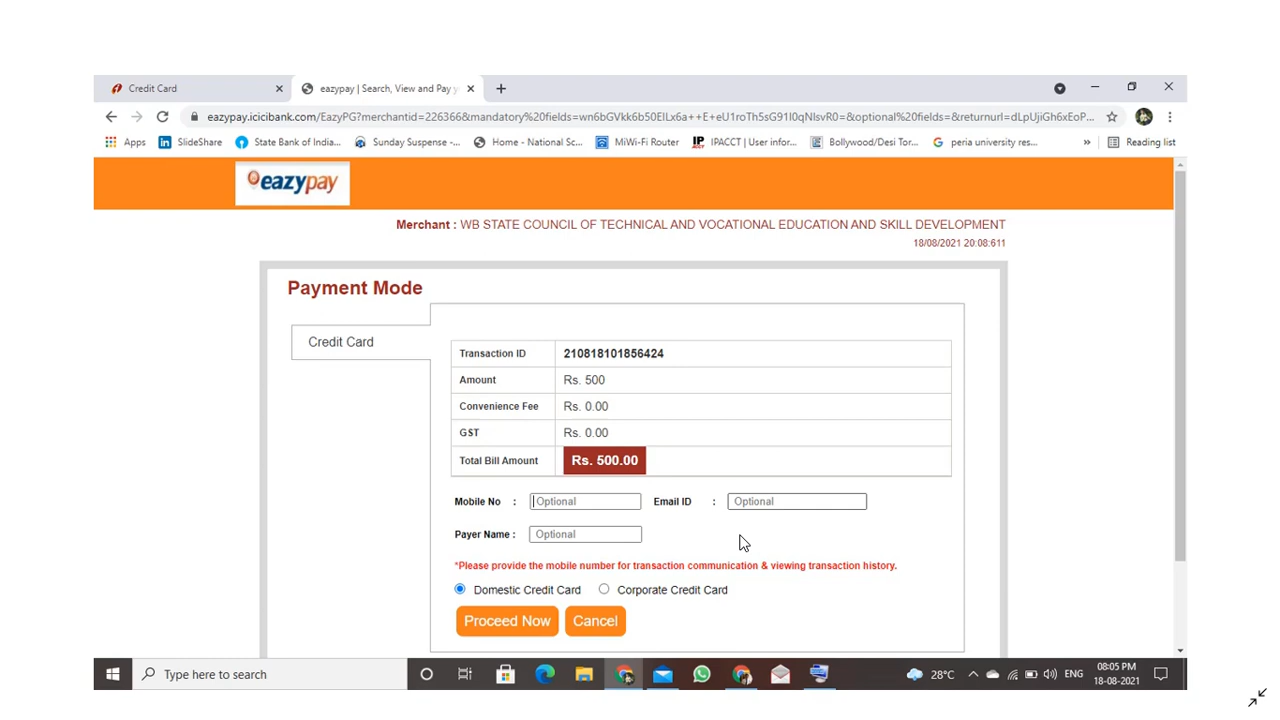 Credit Card
eazypay | Search, View and Pay y
eazypay.icicibank.com/EazyPG?merchantid=226366&mandatory%20fields=wn6bGVkk6b50EILx6a++E+eU1roTh5sG91I0qNlsvR0=&optional%20fields=&returnurl=dLpUjiGh6xEoP...
Apps
SlideShare
State Bank of India...
Sunday Suspense -...
Home - National Sc...
MiWi-Fi Router
IPACCT | User infor...
Bollywood/Desi Tor...
peria university res...
»
Reading list
eazypay
Merchant : WB STATE COUNCIL OF TECHNICAL AND VOCATIONAL EDUCATION AND SKILL DEVELOPMENT
18/08/2021 20:08:611
Payment Mode
Credit Card
Transaction ID 210818101856424
Amount Rs. 500
Convenience Fee Rs. 0.00
GST Rs. 0.00
Total Bill Amount Rs. 500.00
Mobile No : Optional Email ID : Optional
Payer Name : Optional
*Please provide the mobile number for transaction communication & viewing transaction history.
Domestic Credit Card Corporate Credit Card
Proceed Now Cancel
Type here to search
28°C
ENG
08:05 PM
18-08-2021